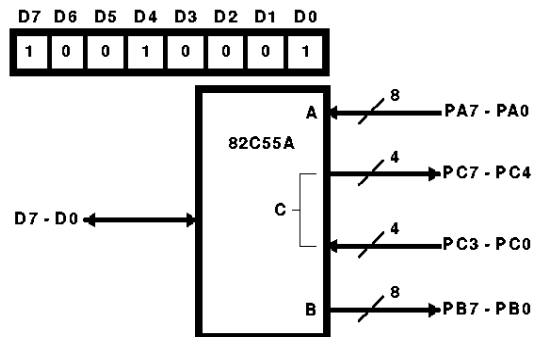 D7 D6 D5 D4 D3 D2 D1 D0
1 0 0 1 0 0 0 1
8
A
PA7 - PA0
82C55A
4
PC7 - PC4
C
D7 - D0
4
PC3 - PC0
8
B
PB7 - PB0